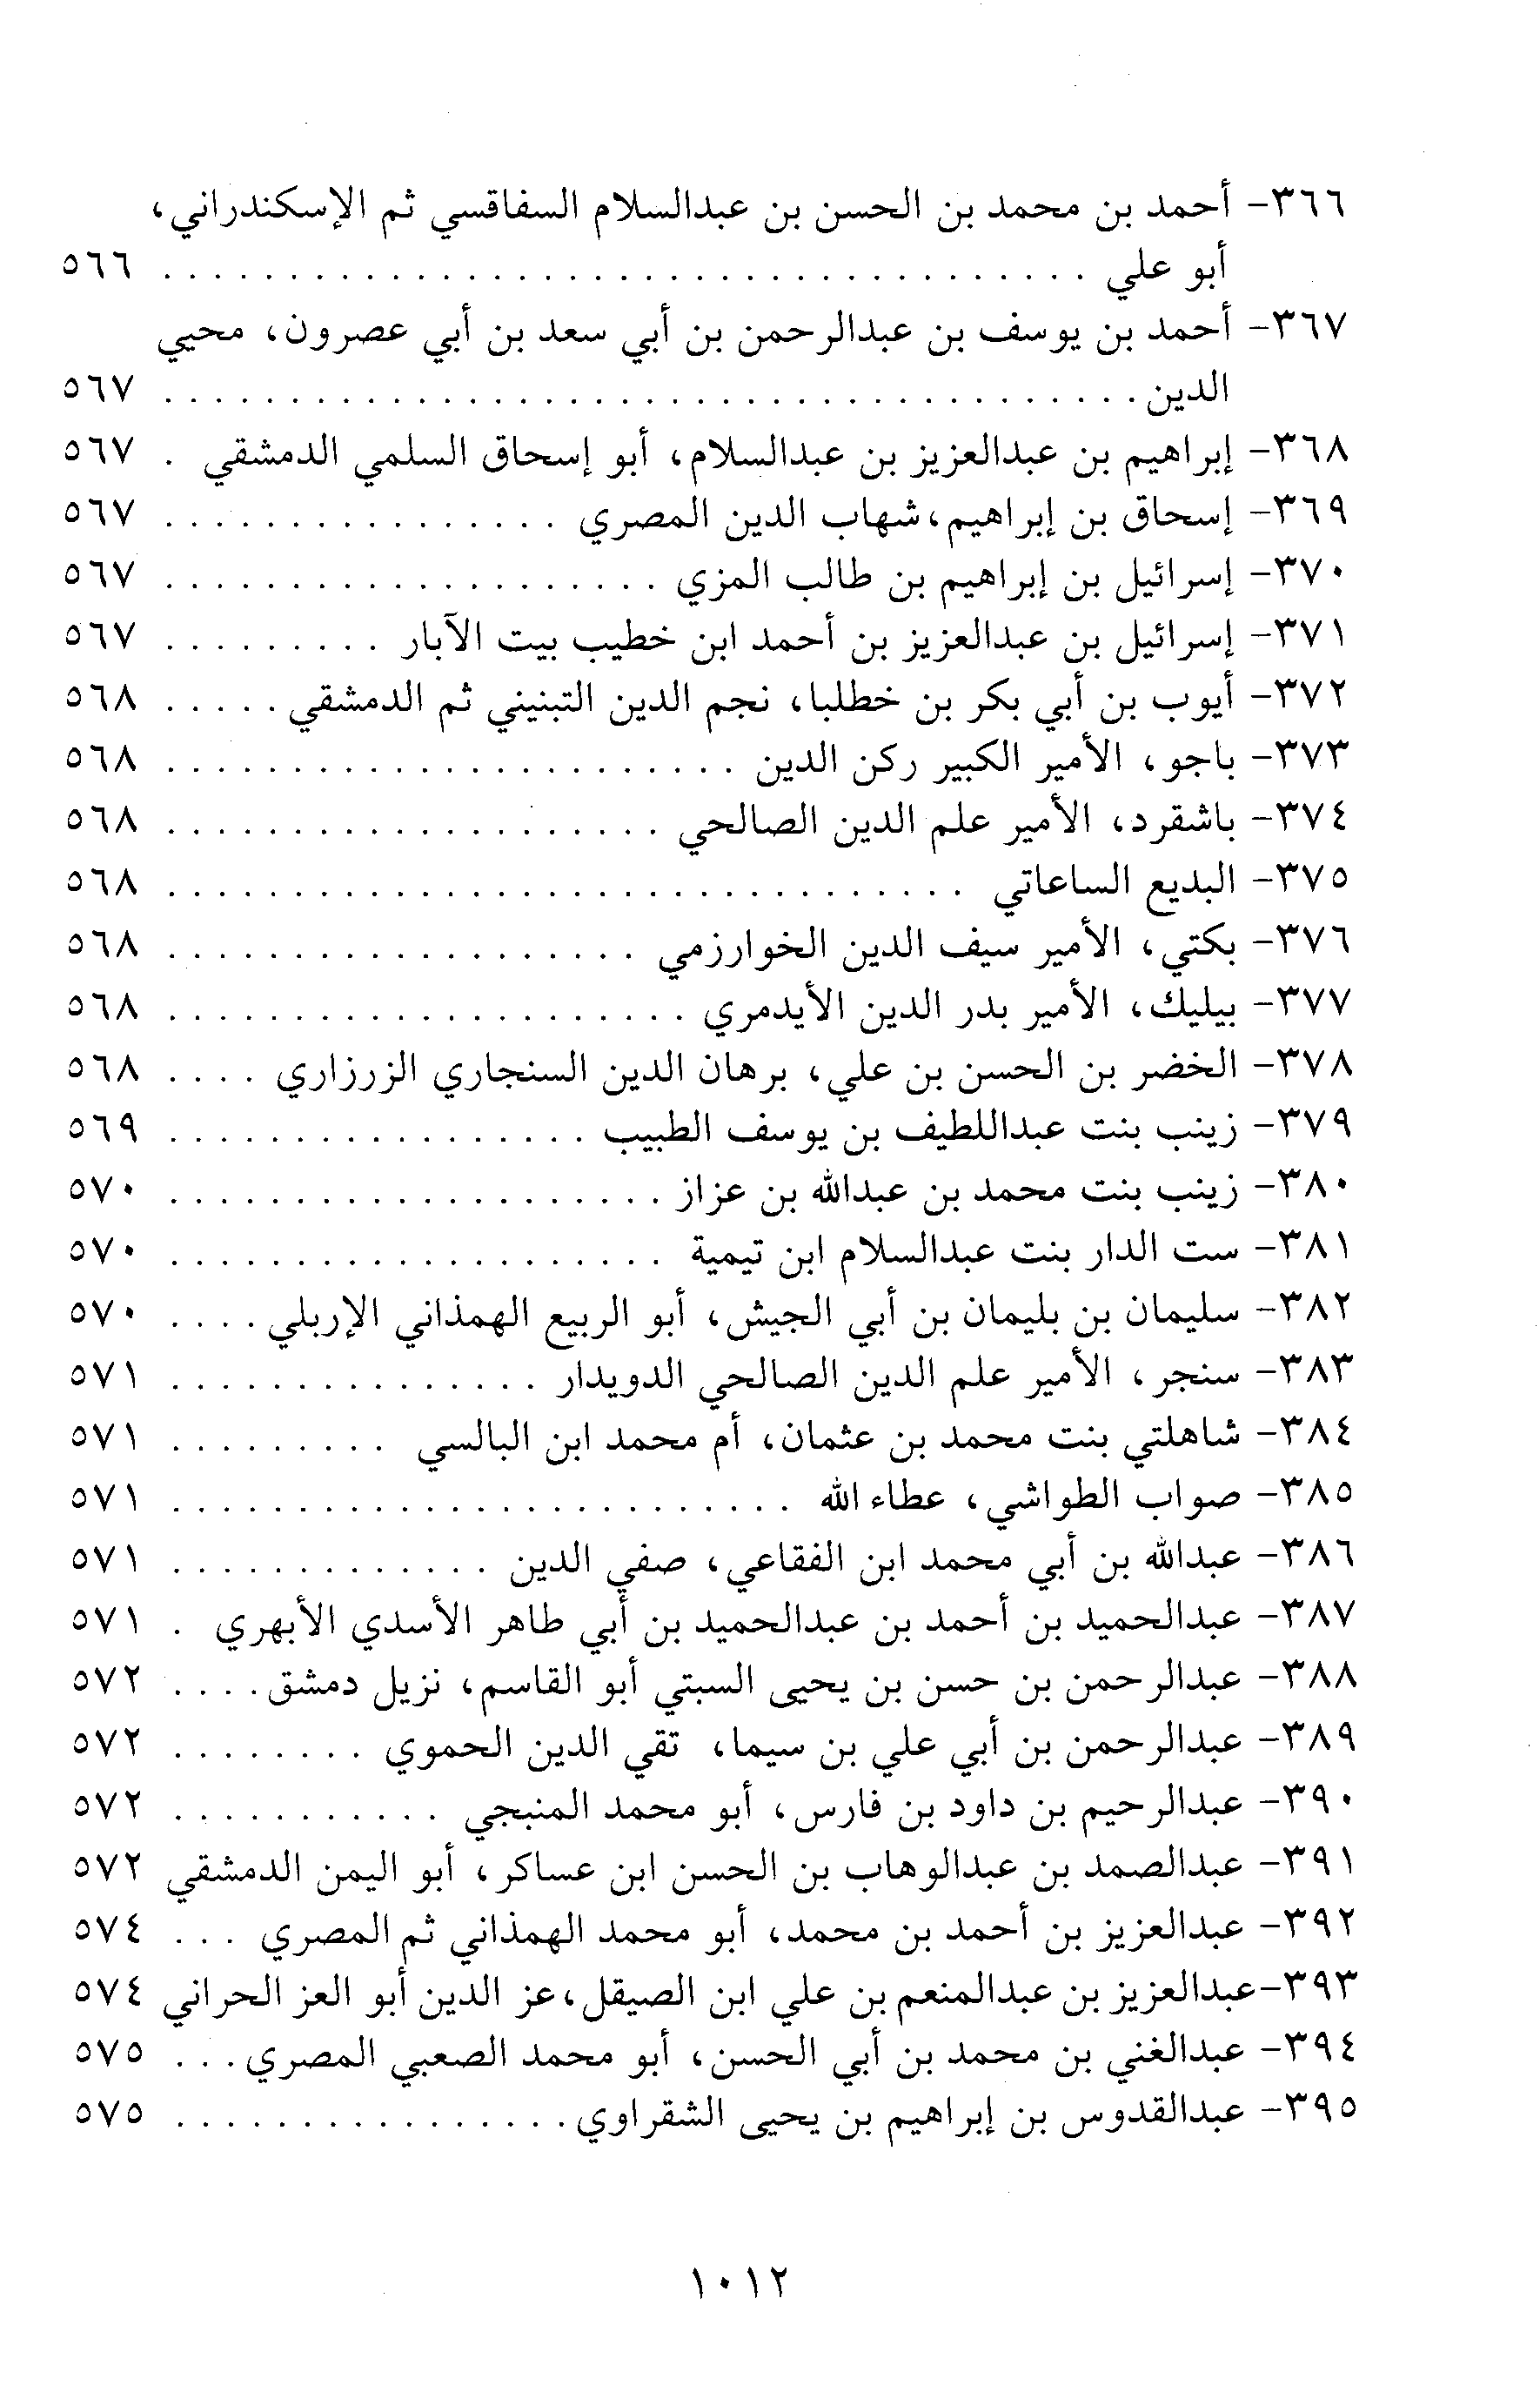 ٣٦٦- أحمد بن محمد بن الحسن بن عبدالسلام السفاقسي ثم الإسكندراني،
أبو علي . . . . . . . . . . . . . . . . . . . . . . . . . . . . . . . . . . . . . ٥٦٦
٣٦٧- أحمد بن يوسف بن عبدالرحمن بن أبي سعد بن أبي عصرون، محيي
الدين . . . . . . . . . . . . . . . . . . . . . . . . . . . . . . . . . . . . . . . ٥٦٧
٣٦٨- إبراهيم بن عبدالعزيز بن عبدالسلام، أبو إسحاق السلمي الدمشقي . ٥٦٧
٣٦٩- إسحاق بن إبراهيم، شهاب الدين المصري . . . . . . . . . . . . . . . . ٥٦٧
٣٧٠- إسرائيل بن إبراهيم بن طالب المزي . . . . . . . . . . . . . . . . . . . . ٥٦٧
٣٧١- إسرائيل بن عبدالعزيز بن أحمد ابن خطيب بيت الآبار . . . . . . . . . ٥٦٧
٣٧٢- أيوب بن أبي بكر بن خطلبا، نجم الدين التبنيني ثم الدمشقي . . . . . ٥٦٨
٣٧٣- باجو، الأمير الكبير ركن الدين . . . . . . . . . . . . . . . . . . . . . . . ٥٦٨
٣٧٤- باشقرد، الأمير علم الدين الصالحي . . . . . . . . . . . . . . . . . . . . ٥٦٨
٣٧٥- البديع الساعاتي . . . . . . . . . . . . . . . . . . . . . . . . . . . . . . . . ٥٦٨
٣٧٦- بكتي، الأمير سيف الدين الخوارزمي . . . . . . . . . . . . . . . . . . . ٥٦٨
٣٧٧- بيليك، الأمير بدر الدين الأيدمري . . . . . . . . . . . . . . . . . . . . . ٥٦٨
٣٧٨- الخضر بن الحسن بن علي، برهان الدين السنجاري الزرزاري . . . . ٥٦٨
٣٧٩- زينب بنت عبداللطيف بن يوسف الطبيب . . . . . . . . . . . . . . . . . ٥٦٩
٣٨٠- زينب بنت محمد بن عبدالله بن عزاز . . . . . . . . . . . . . . . . . . . . ٥٧٠
٣٨١- ست الدار بنت عبدالسلام ابن تيمية . . . . . . . . . . . . . . . . . . . . ٥٧٠
٣٨٢- سليمان بن بليمان بن أبي الجيش، أبو الربيع الهمذاني الإربلي . . . . ٥٧٠
٣٨٣- سنجر، الأمير علم الدين الصالحي الدويدار . . . . . . . . . . . . . . . ٥٧١
٣٨٤- شاهلتي بنت محمد بن عثمان، أم محمد ابن البالسي . . . . . . . . . ٥٧١
٣٨٥- صواب الطواشي، عطاء الله . . . . . . . . . . . . . . . . . . . . . . . . . ٥٧١
٣٨٦- عبدالله بن أبي محمد ابن الفقاعي، صفي الدين . . . . . . . . . . . . . ٥٧١
٣٨٧- عبدالحميد بن أحمد بن عبدالحميد بن أبي طاهر الأسدي الأبهري . ٥٧١
٣٨٨- عبدالرحمن بن حسن بن يحيى السبتي أبو القاسم، نزيل دمشق . . . . ٥٧٢
٣٨٩- عبدالرحمن بن أبي علي بن سيما، تقي الدين الحموي . . . . . . . . ٥٧٢
٣٩٠- عبدالرحيم بن داود بن فارس، أبو محمد المنبجي . . . . . . . . . . . ٥٧٢
٣٩١- عبدالصمد بن عبدالوهاب بن الحسن ابن عساكر، أبو اليمن الدمشقي ٥٧٢
٣٩٢- عبدالعزيز بن أحمد بن محمد، أبو محمد الهمذاني ثم المصري . . . ٥٧٤
٣٩٣- عبدالعزيز بن عبدالمنعم بن علي ابن الصيقل، عز الدين أبو العز الحراني ٥٧٤
٣٩٤- عبدالغني بن محمد بن أبي الحسن، أبو محمد الصعبي المصري . . . ٥٧٥
٣٩٥- عبدالقدوس بن إبراهيم بن يحيى الشقراوي . . . . . . . . . . . . . . . . ٥٧٥
١٠١٢